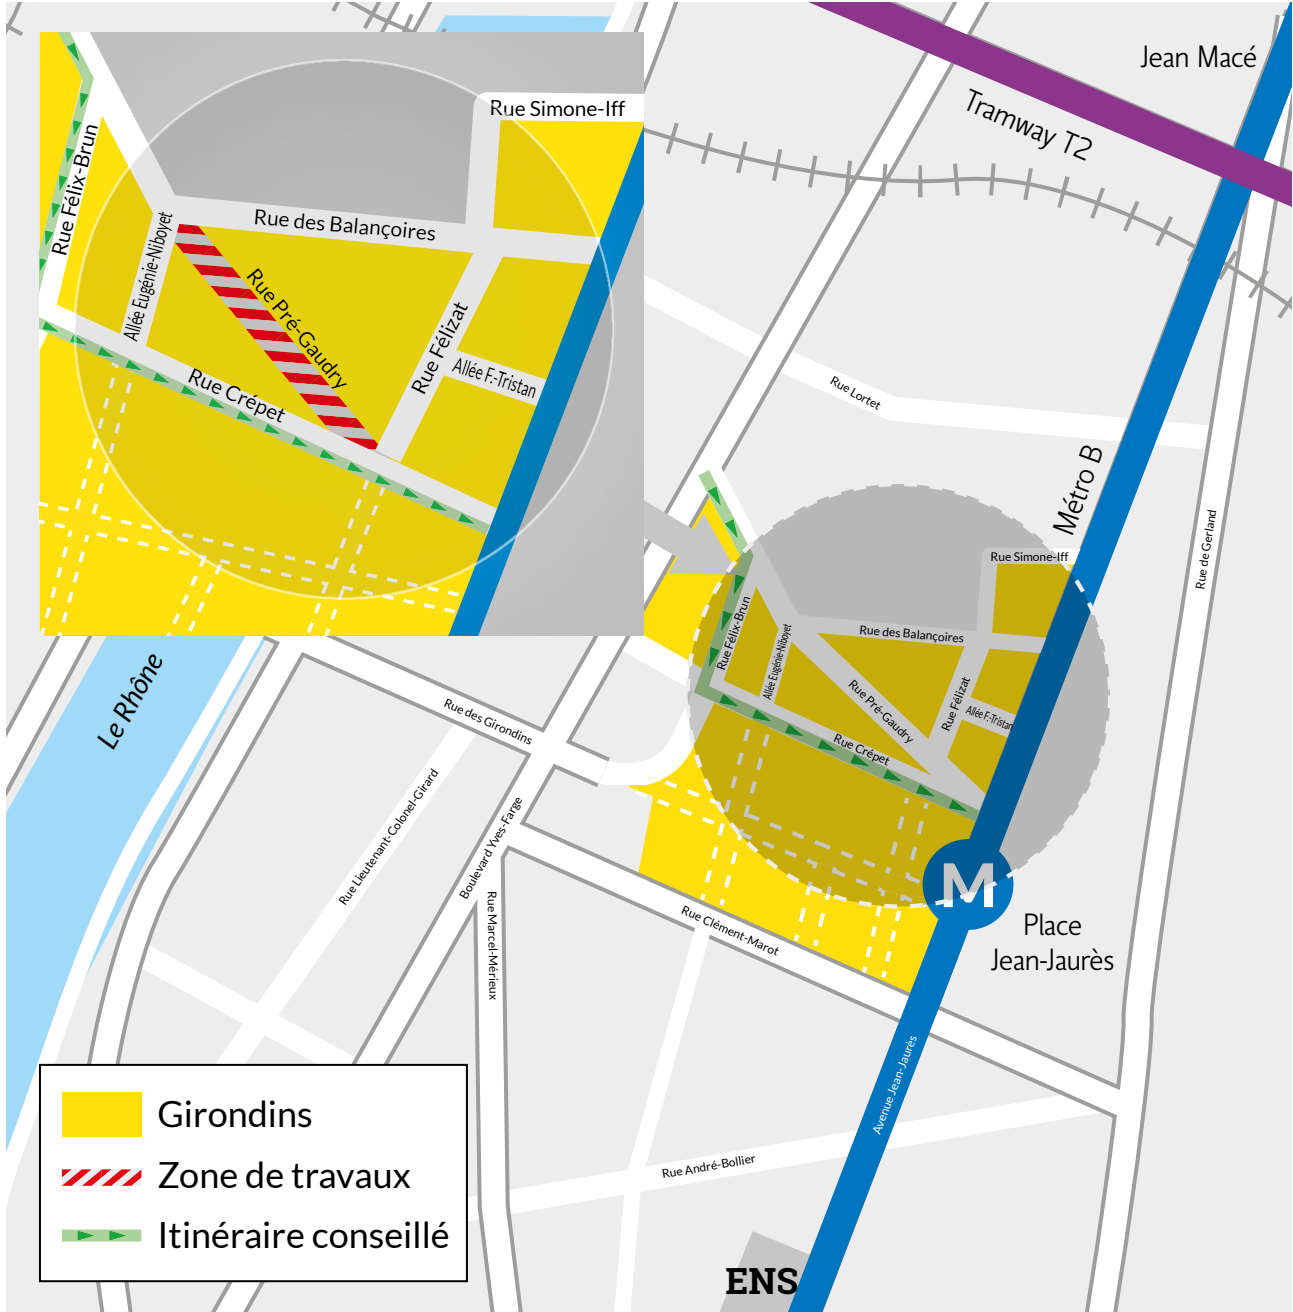 Jean Macé
Tramway T2
Rue Simone-Iff
Rue Félix-Brun
Rue des Balançoires
Allée Eugénie-Niboyet
Rue Pré-Gaudry
Rue Félizat
Allée F.-Tristan
Rue Crépet
Rue Lortet
Métro B
Rue de Gerland
Rue Simone-Iff
Rue Félix-Brun
Rue des Balançoires
Allée Eugénie-Niboyet
Rue Pré-Gaudry
Rue Félizat
Allée F.-Tristan
Rue Crépet
Le Rhône
Rue des Girondins
Rue Lieutenant-Colonel-Girard
Boulevard Yves-Farge
Rue Marcel-Mérieux
Rue Clément-Marot
M
Place
Jean-Jaurès
Avenue Jean-Jaurès
Rue André-Bollier
ENS
Girondins
Zone de travaux
Itinéraire conseillé